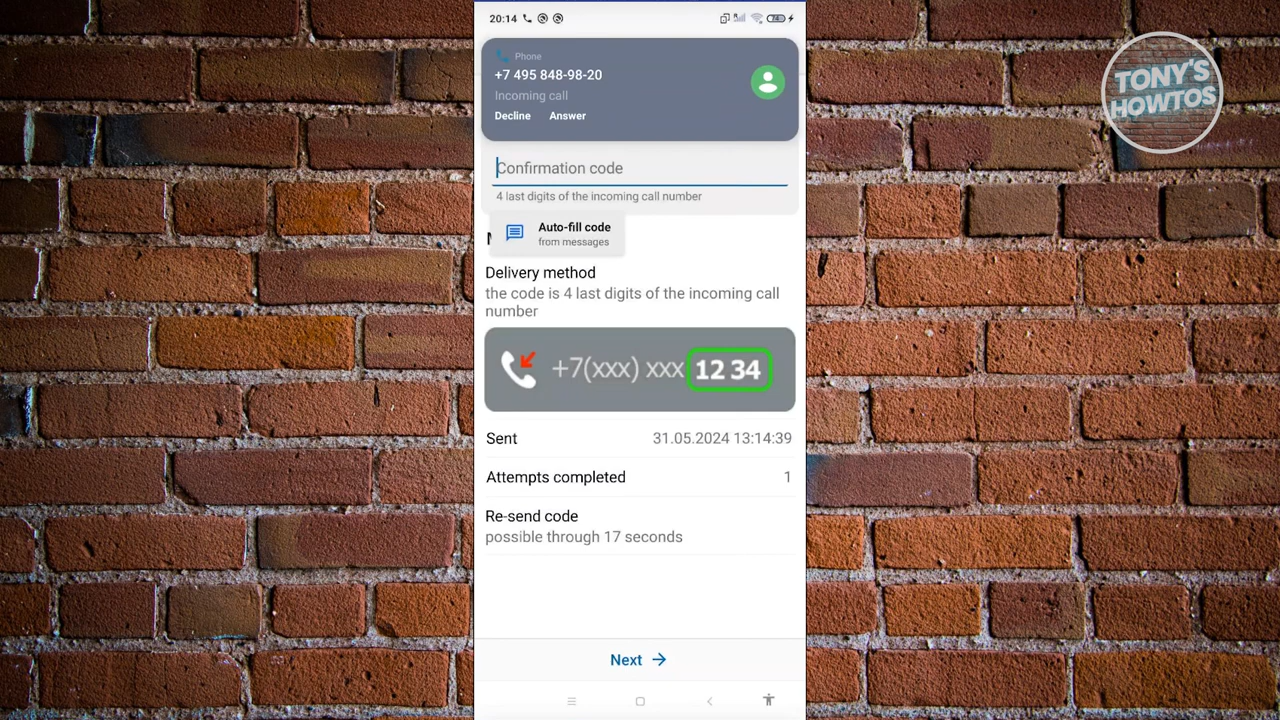 20:14
74
Phone
+7 495 848-98-20
Incoming call
Decline Answer
TONY'S
HOWTOS
Confirmation code
4 last digits of the incoming call number
Auto-fill code
from messages
Delivery method
the code is 4 last digits of the incoming call
number
+7(xxx) xxx 12 34
Sent 31.05.2024 13:14:39
Attempts completed 1
Re-send code
possible through 17 seconds
Next